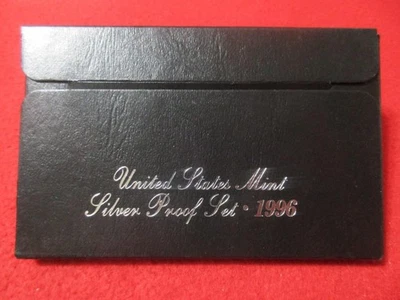 United States Mint
Silver Proof Set • 1996